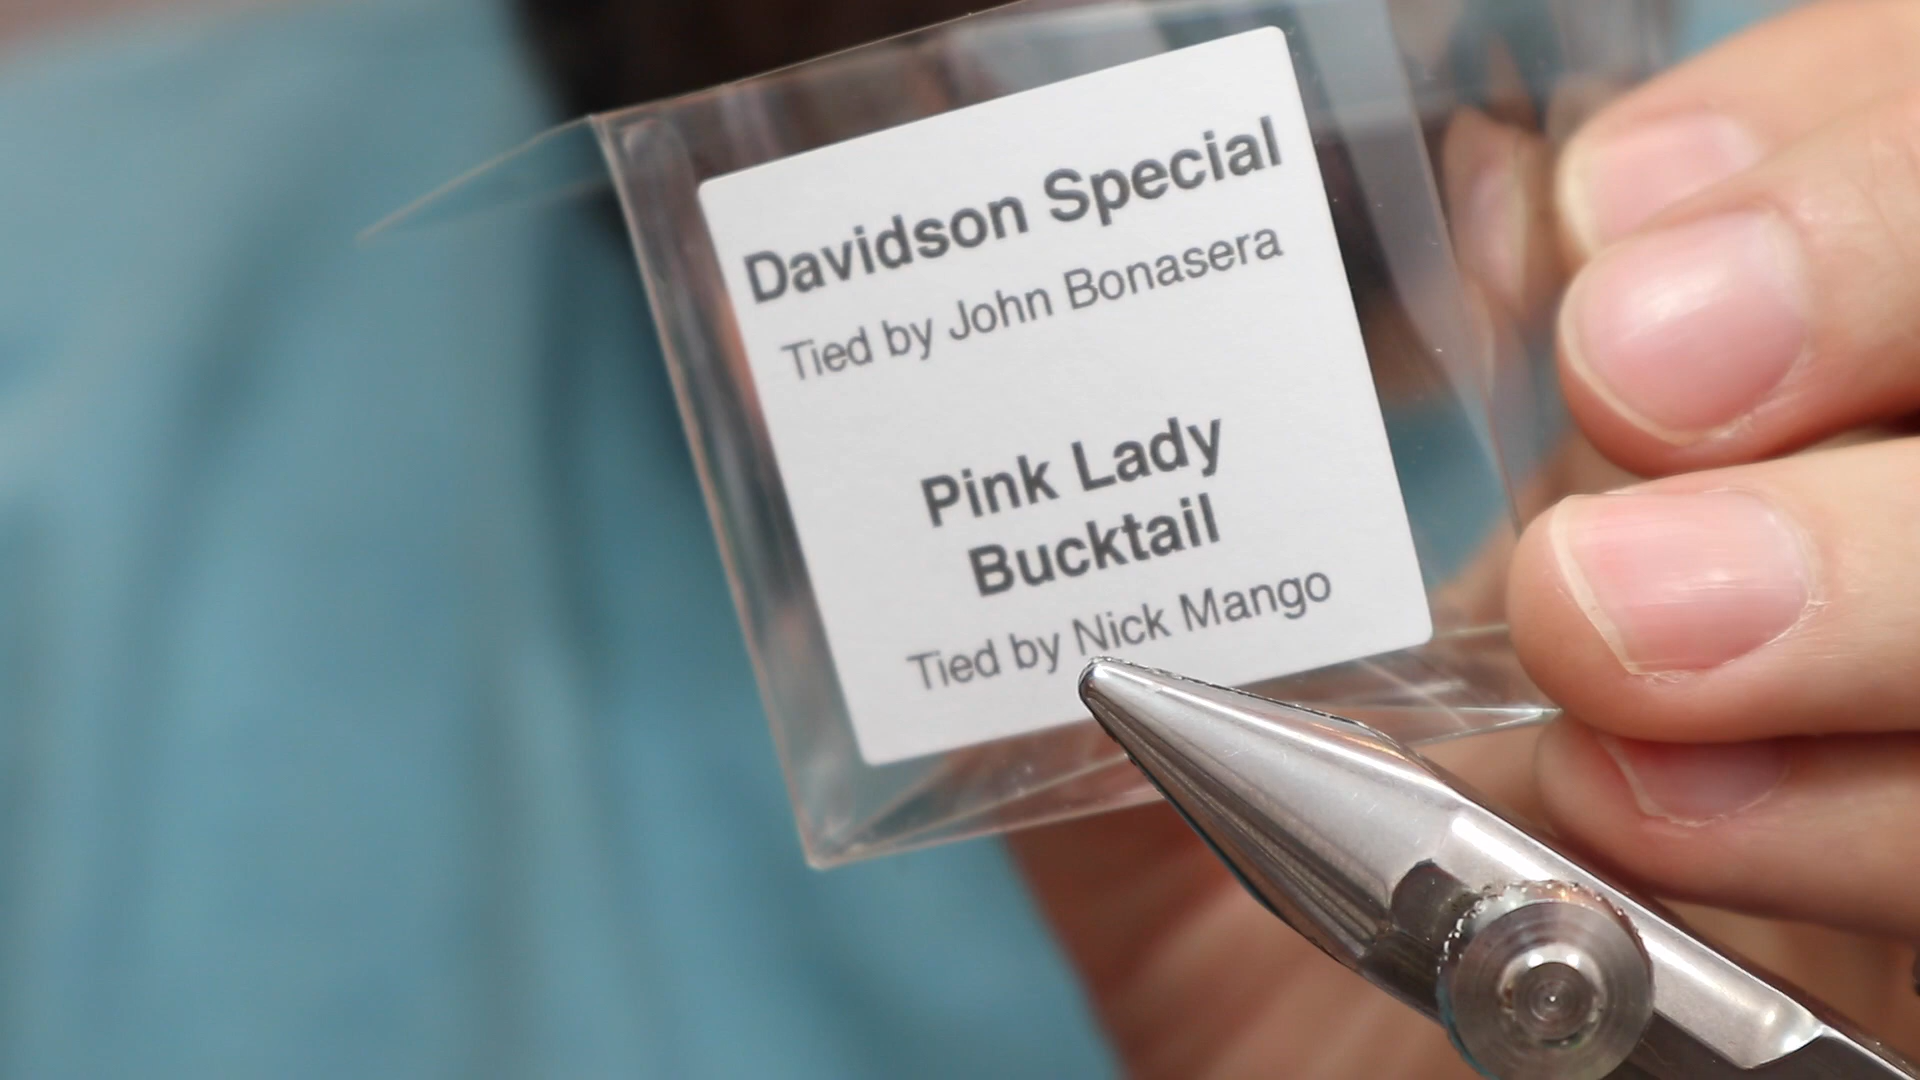 Davidson Special
Tied by John Bonasera
Pink Lady
Bucktail
Tied by Nick Mango